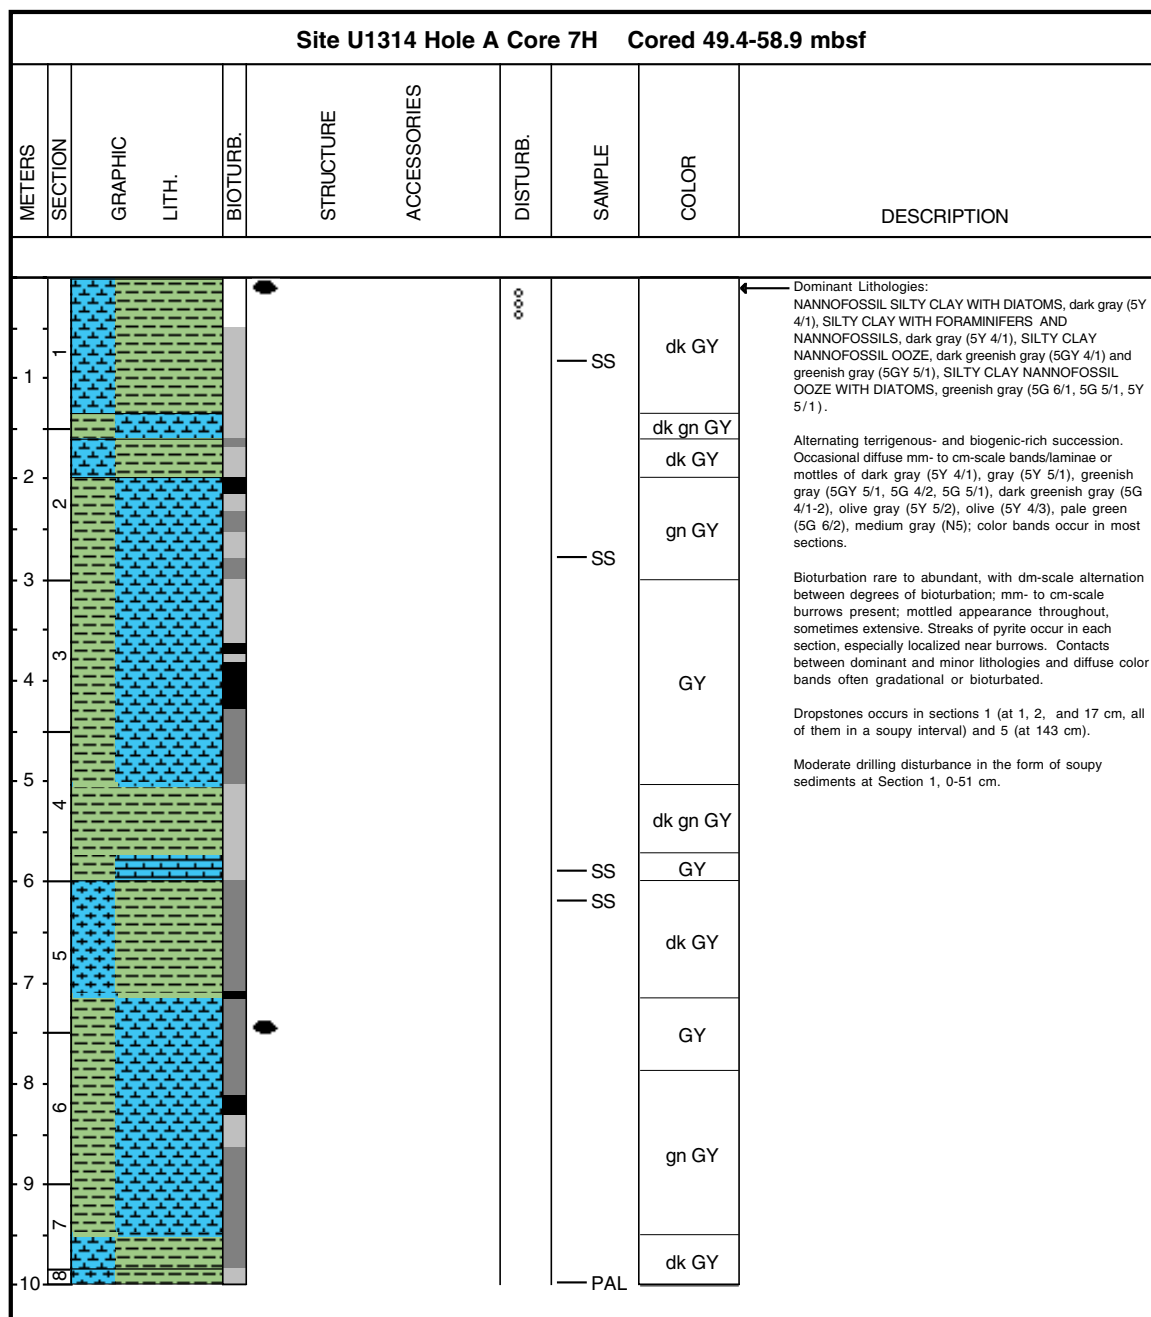 Site U1314 Hole A Core 7H Cored 49.4-58.9 mbsf
METERS
SECTION
GRAPHIC
LITH.
BIOTURB.
STRUCTURE
ACCESSORIES
DISTURB.
SAMPLE
COLOR
DESCRIPTION
1
2
3
4
5
6
7
8
9
10
1
2
3
4
5
6
7
8
SS
SS
SS
SS
PAL
dk GY
dk gn GY
dk GY
gn GY
GY
dk gn GY
GY
dk GY
GY
gn GY
dk GY
Dominant Lithologies:
NANNOFOSSIL SILTY CLAY WITH DIATOMS, dark gray (5Y
4/1), SILTY CLAY WITH FORAMINIFERS AND
NANNOFOSSILS, dark gray (5Y 4/1), SILTY CLAY
NANNOFOSSIL OOZE, dark greenish gray (5GY 4/1) and
greenish gray (5GY 5/1), SILTY CLAY NANNOFOSSIL
OOZE WITH DIATOMS, greenish gray (5G 6/1, 5G 5/1, 5Y
5/1).
Alternating terrigenous- and biogenic-rich succession.
Occasional diffuse mm- to cm-scale bands/laminae or
mottles of dark gray (5Y 4/1), gray (5Y 5/1), greenish
gray (5GY 5/1, 5G 4/2, 5G 5/1), dark greenish gray (5G
4/1-2), olive gray (5Y 5/2), olive (5Y 4/3), pale green
(5G 6/2), medium gray (N5); color bands occur in most
sections.
Bioturbation rare to abundant, with dm-scale alternation
between degrees of bioturbation; mm- to cm-scale
burrows present; mottled appearance throughout,
sometimes extensive. Streaks of pyrite occur in each
section, especially localized near burrows. Contacts
between dominant and minor lithologies and diffuse color
bands often gradational or bioturbated.
Dropstones occurs in sections 1 (at 1, 2, and 17 cm, all
of them in a soupy interval) and 5 (at 143 cm).
Moderate drilling disturbance in the form of soupy
sediments at Section 1, 0-51 cm.